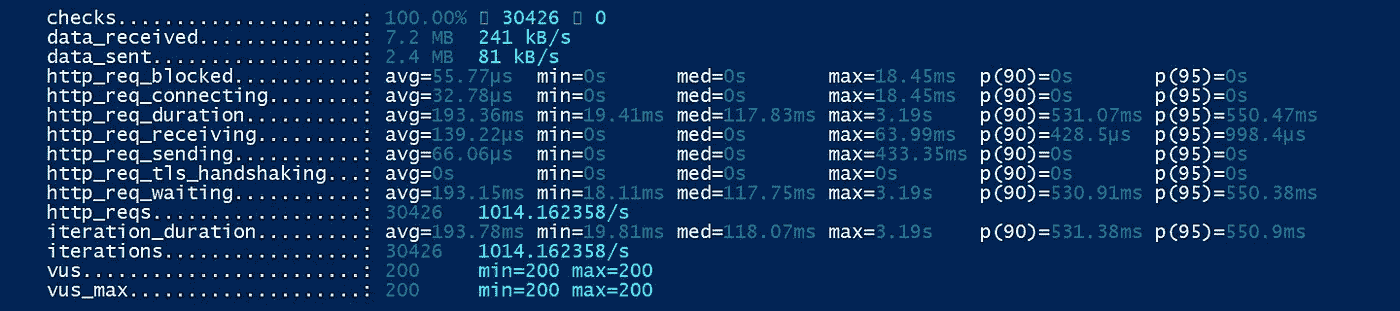 checks.........................: 100.00% ▯ 30426 ▯ 0
data_received..................: 7.2 MB 241 kB/s
data_sent......................: 2.4 MB 81 kB/s
http_req_blocked...............: avg=55.77µs min=0s med=0s max=18.45ms p(90)=0s p(95)=0s
http_req_connecting............: avg=32.78µs min=0s med=0s max=18.45ms p(90)=0s p(95)=0s
http_req_duration..............: avg=193.36ms min=19.41ms med=117.83ms max=3.19s p(90)=531.07ms p(95)=550.47ms
http_req_receiving.............: avg=139.22µs min=0s med=0s max=63.99ms p(90)=428.5µs p(95)=998.4µs
http_req_sending...............: avg=66.06µs min=0s med=0s max=433.35ms p(90)=0s p(95)=0s
http_req_tls_handshaking...: avg=0s min=0s med=0s max=0s p(90)=0s p(95)=0s
http_req_waiting...............: avg=193.15ms min=18.11ms med=117.75ms max=3.19s p(90)=530.91ms p(95)=550.38ms
http_reqs......................: 30426 1014.162358/s
iteration_duration.............: avg=193.78ms min=19.81ms med=118.07ms max=3.19s p(90)=531.38ms p(95)=550.9ms
iterations.....................: 30426 1014.162358/s
vus............................: 200 min=200 max=200
vus_max........................: 200 min=200 max=200